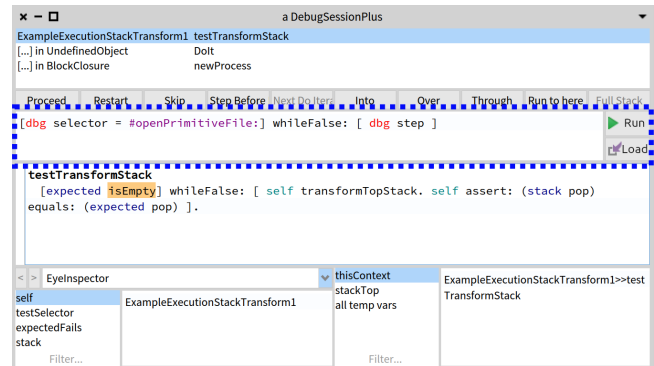 a DebugSessionPlus
ExampleExecutionStackTransform1 testTransformStack
[...] in UndefinedObject DoIt
[...] in BlockClosure newProcess
Proceed Restart Skip Step Before Next Do Itera Into Over Through Run to here Full Stack
[dbg selector = #openPrimitiveFile:] whileFalse: [ dbg step ]
Run
Load
testTransformStack
[expected isEmpty] whileFalse: [ self transformTopStack. self assert: (stack pop)
equals: (expected pop) ].
< > EyeInspector
self
testSelector
expectedFails
stack
Filter...
ExampleExecutionStackTransform1
thisContext
stackTop
all temp vars
Filter...
ExampleExecutionStackTransform1>>test
TransformStack